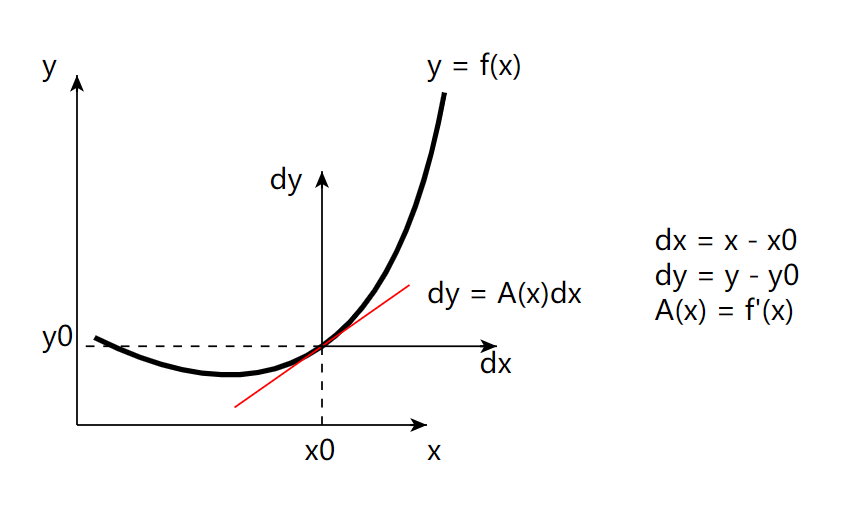 y
y = f(x)
dy
dx = x - x0
dy = y - y0
A(x) = f'(x)
dy = A(x)dx
y0
dx
x0
x